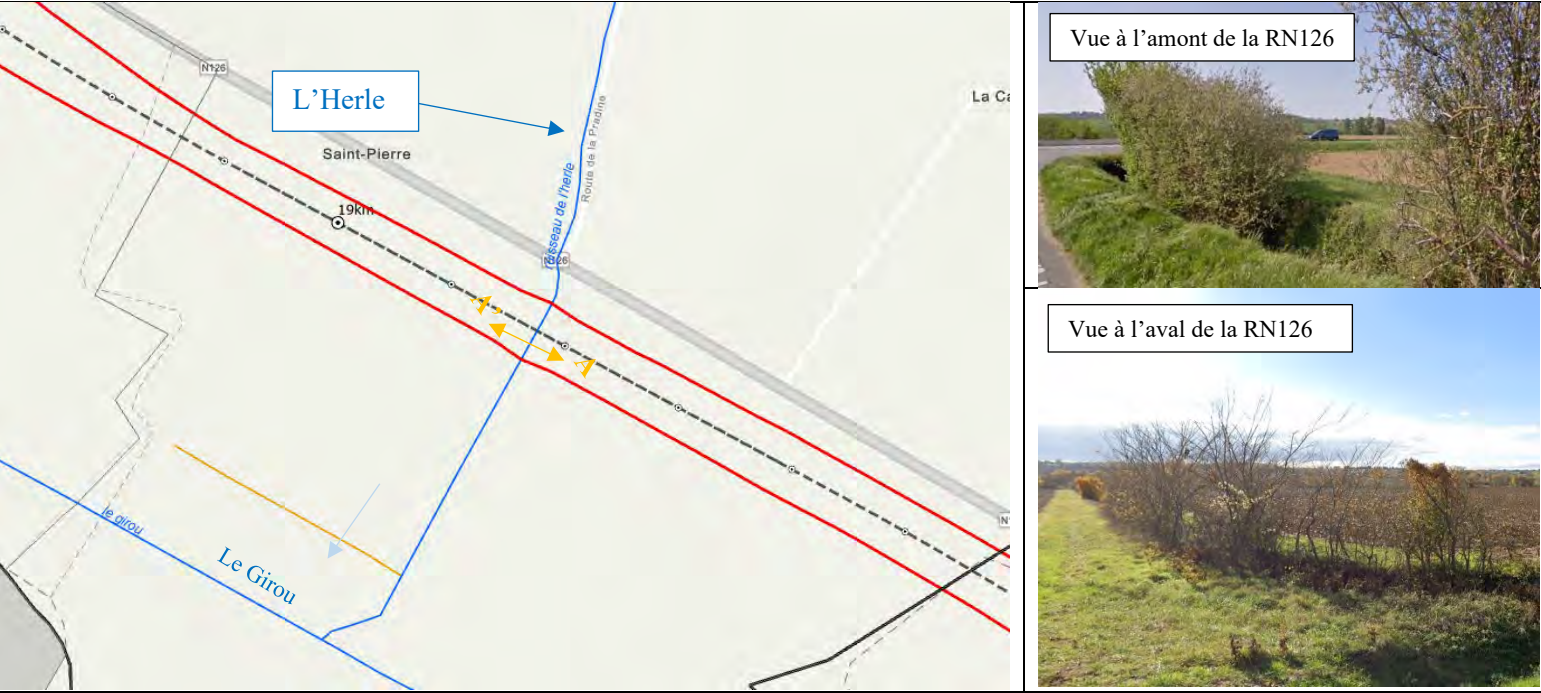 N126
L'Herle
Saint-Pierre
Route de la Pradine
19km
ruisseau de l'herle
N126
A'
A
le girou
Le Girou
La Ca
N1
Vue à l'amont de la RN126
Vue à l'aval de la RN126